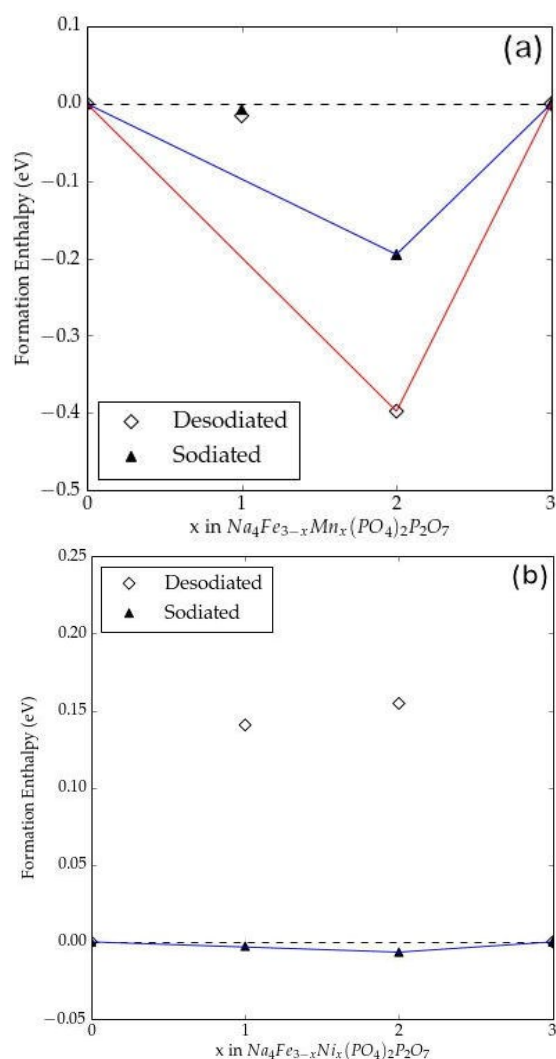 (a)
0.1
0.0
−0.1
−0.2
−0.3
−0.4
−0.5
Formation Enthalpy (eV)
Desodiated
Sodiated
0 1 2 3
x in Na₄Fe₃₋ₓMnₓ(PO₄)₂P₂O₇
(b)
0.25
0.20
0.15
0.10
0.05
0.00
−0.05
Formation Enthalpy (eV)
Desodiated
Sodiated
0 1 2 3
x in Na₄Fe₃₋ₓNiₓ(PO₄)₂P₂O₇